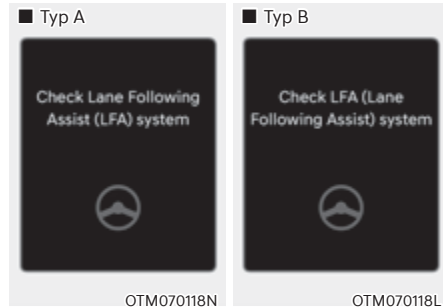 ■ Typ A
Check Lane Following
Assist (LFA) system
OTM070118N
■ Typ B
Check LFA (Lane
Following Assist) system
OTM070118L